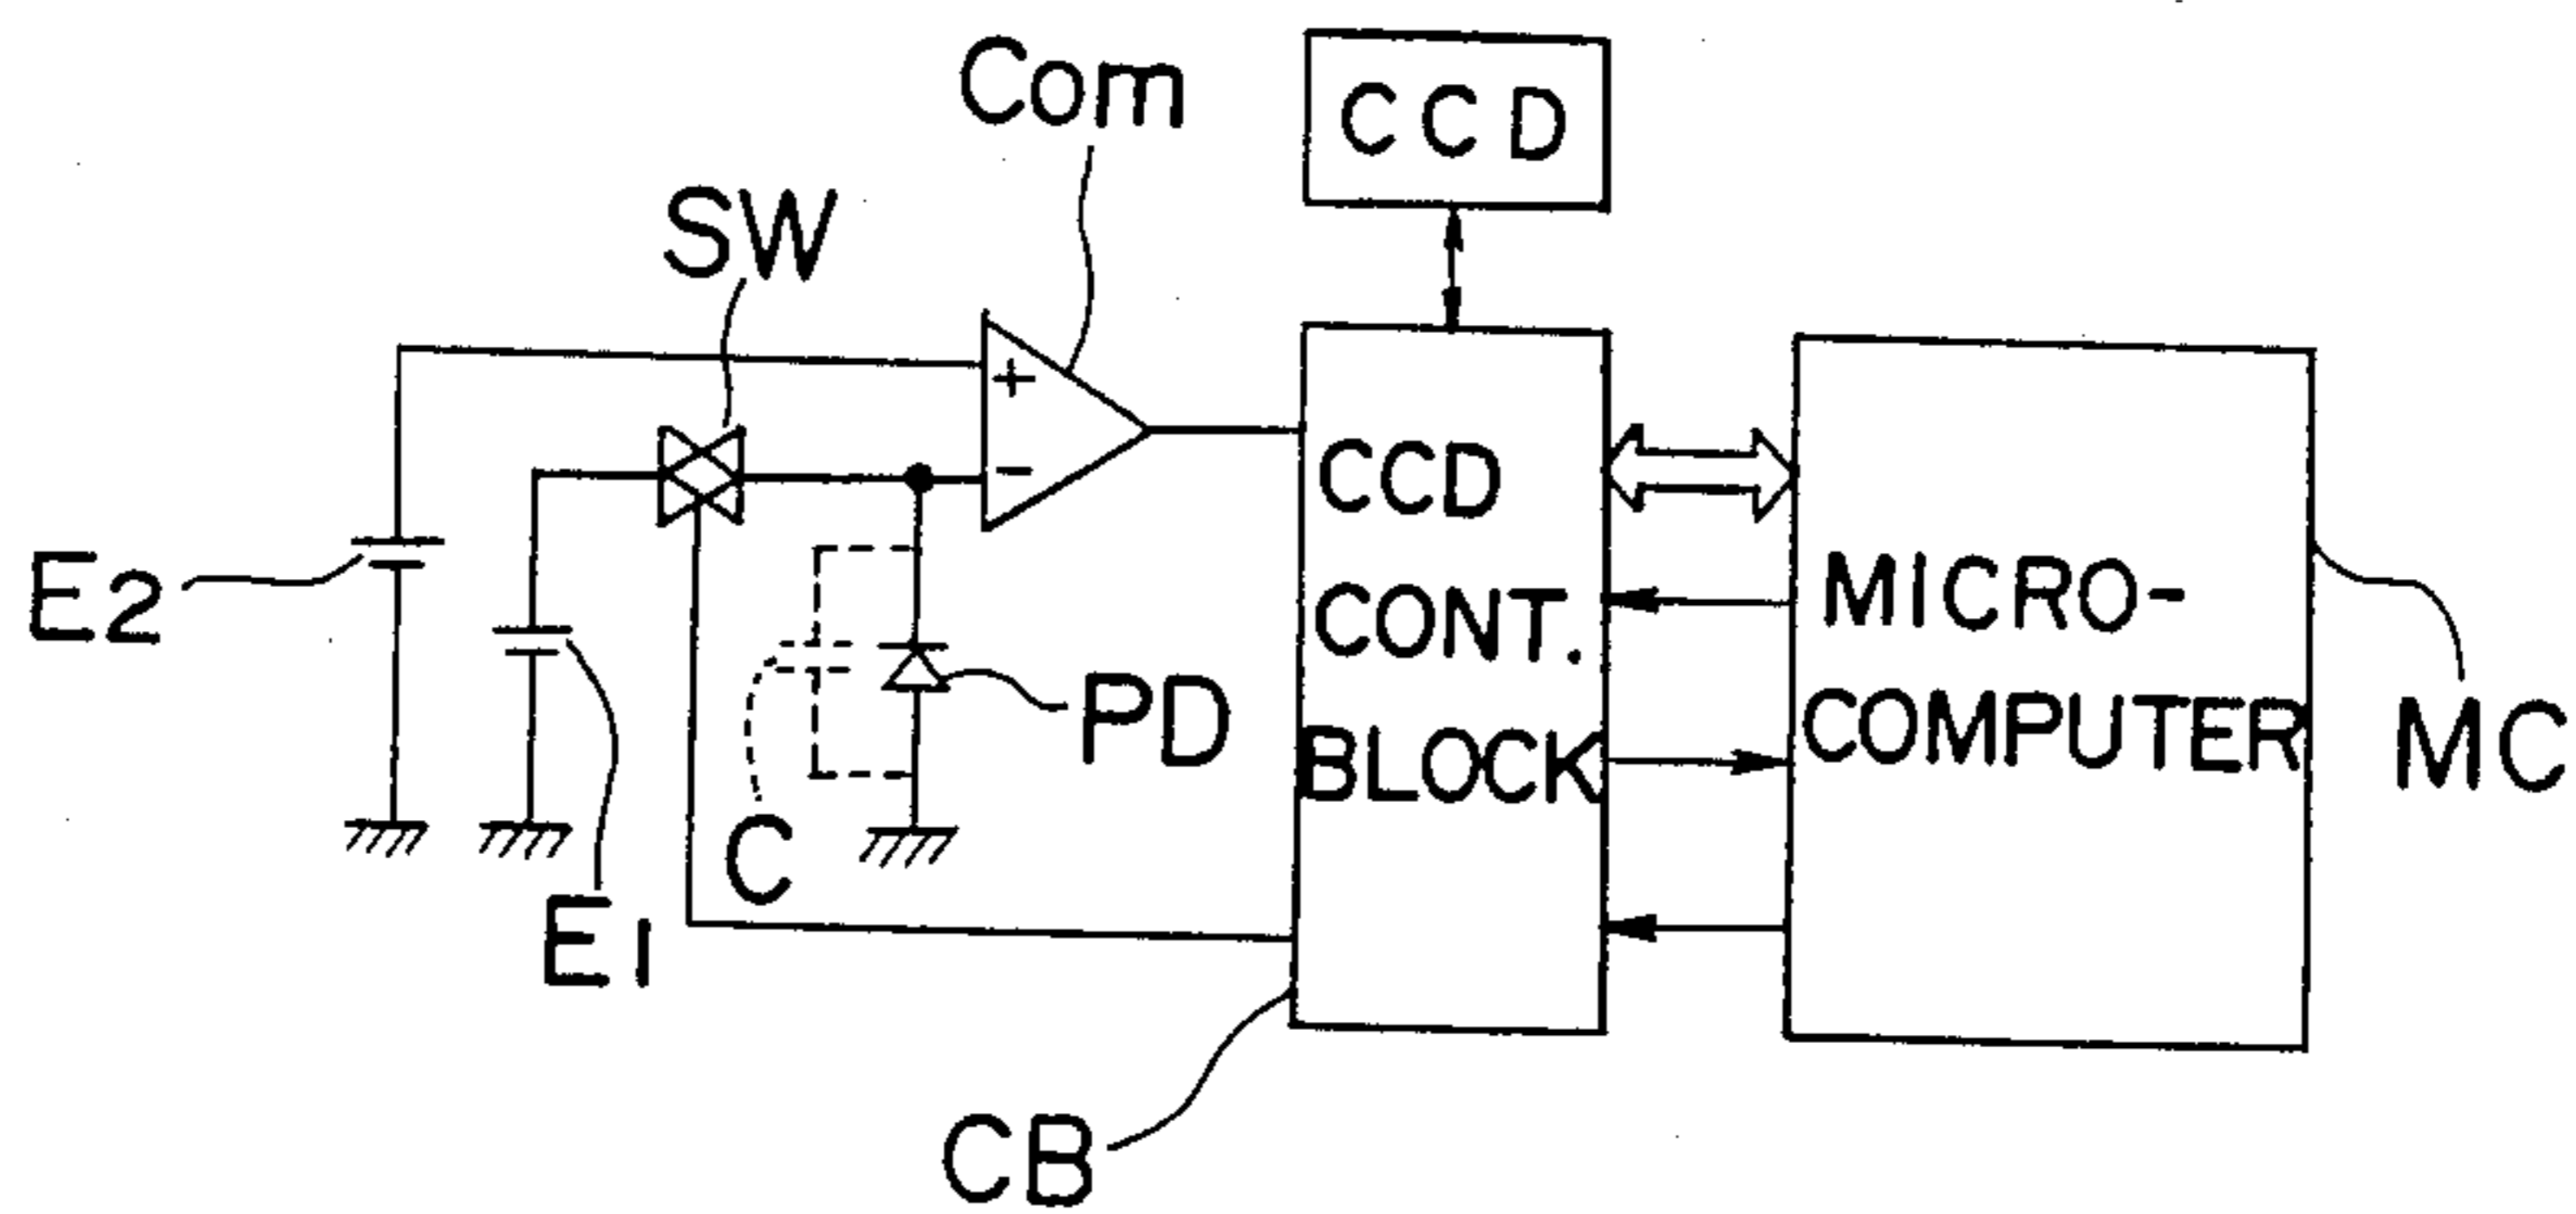 Com
CCD
SW
+
-
E2
CCD
CONT.
BLOCK
MICRO-
COMPUTER
PD
MC
C
E1
CB